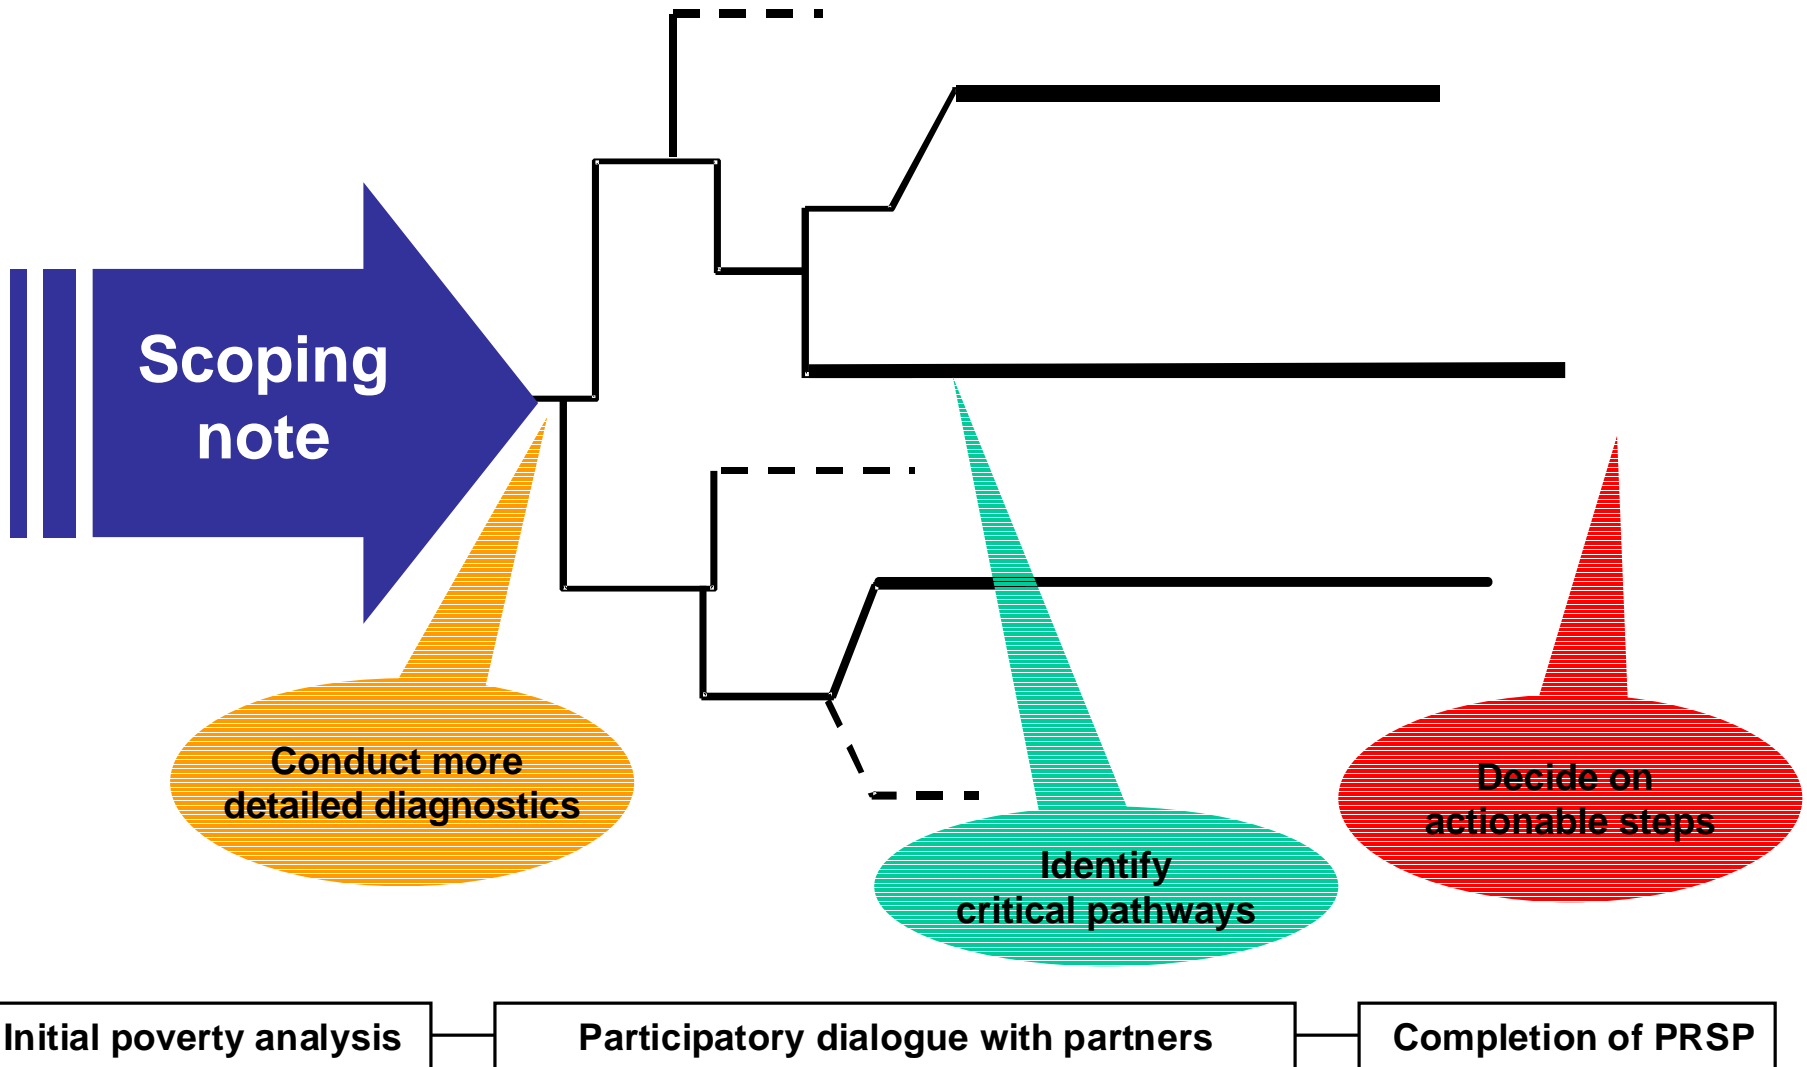 Scoping
note
Conduct more
detailed diagnostics
Identify
critical pathways
Decide on
actionable steps
Initial poverty analysis
Participatory dialogue with partners
Completion of PRSP